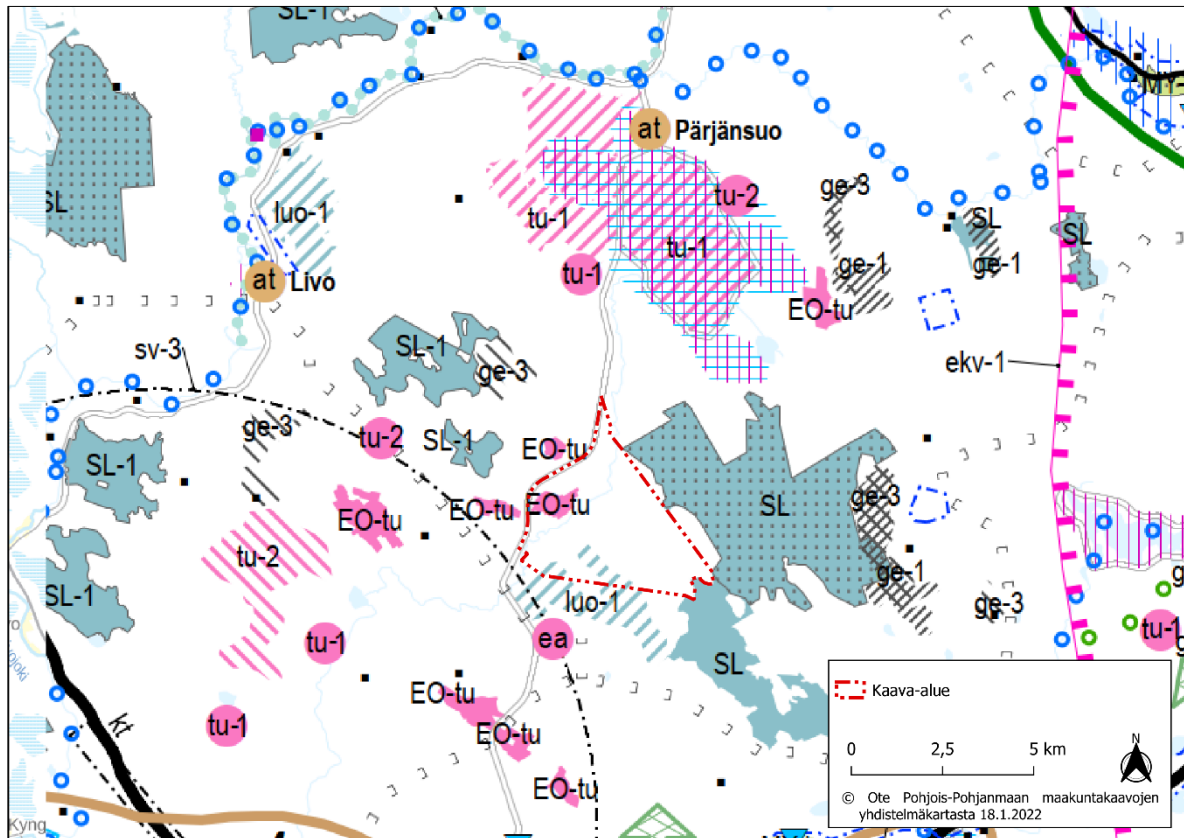 SL-1
MY-
at Pärjänsuo
SL
luo-1
tu-1
tu-2
ge-3
SL
tu-1
SL
at Livo
tu-1
ge-1
ge-1
EO-tu
sv-3
SL-1
ge-3
ekv-1
ge-3
tu-2
SL-1
EO-tu
SL-1
EO-tu
EO-tu
EO-tu
SL
ge-3
tu-2
ge-1
SL-1
luo-1
ge-3
tu-1
ea
SL
tu-1
g
EO-tu
tu-1
kt
EO-tu
EO-tu
Kyng
Kaava-alue
0 2,5 5 km
N
© Ote Pohjois-Pohjanmaan maakuntakaavojen
yhdistelmäkartasta 18.1.2022